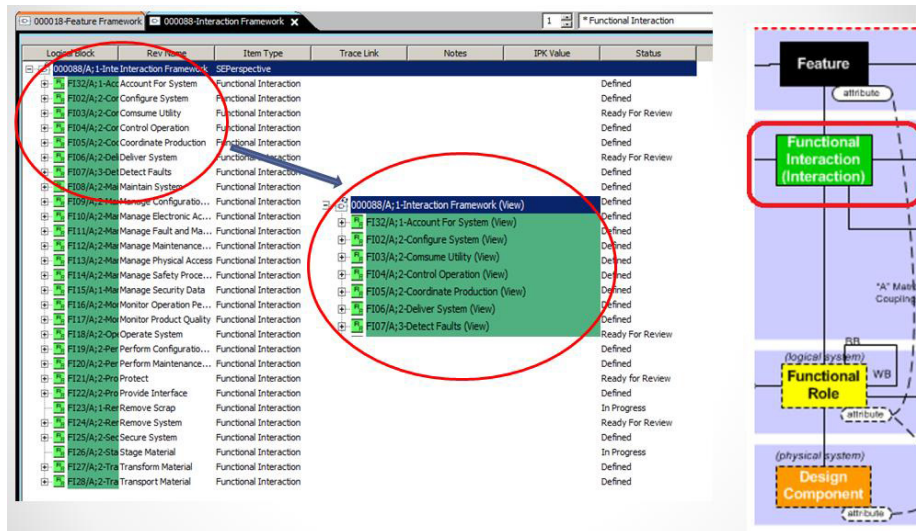 000018-Feature Framework 000088-Interaction Framework 1 * Functional Interaction
Logical Block Rev Name Item Type Trace Link Notes IPK Value Status
000088/A;1-Inte Interaction Framework SEPerspective
FI32/A;1-Acc Account For System Functional Interaction Defined
FI02/A;2-Cor Configure System Functional Interaction Defined
FI03/A;2-Cor Comsume Utility Functional Interaction Ready For Review
FI04/A;2-Cor Control Operation Functional Interaction Defined
FI05/A;2-Coc Coordinate Production Functional Interaction Defined
FI06/A;2-Del Deliver System Functional Interaction Ready For Review
FI07/A;3-Det Detect Faults Functional Interaction Defined
FI08/A;2-Mai Maintain System Functional Interaction Defined
FI09/A;2-Mar Manage Configuratio... Functional Interaction Defined
FI10/A;2-Mar Manage Electronic Ac... Functional Interaction Defined
FI11/A;2-Mar Manage Fault and Ma... Functional Interaction Defined
FI12/A;2-Mar Manage Maintenance... Functional Interaction Defined
FI13/A;2-Mar Manage Physical Access Functional Interaction Defined
FI14/A;2-Mar Manage Safety Proce... Functional Interaction Defined
FI15/A;1-Mar Manage Security Data Functional Interaction Defined
FI16/A;2-Mor Monitor Operation Pe... Functional Interaction Defined
FI17/A;2-Mor Monitor Product Quality Functional Interaction Defined
FI18/A;2-Ope Operate System Functional Interaction Ready For Review
FI19/A;2-Per Perform Configuratio... Functional Interaction Defined
FI20/A;2-Per Perform Maintenance... Functional Interaction Defined
FI21/A;2-Pro Protect Functional Interaction Ready for Review
FI22/A;2-Pro Provide Interface Functional Interaction Defined
FI23/A;1-Rer Remove Scrap Functional Interaction In Progress
FI24/A;2-Rer Remove System Functional Interaction Ready For Review
FI25/A;2-Sec Secure System Functional Interaction Defined
FI26/A;2-Sta Stage Material Functional Interaction In Progress
FI27/A;2-Tra Transform Material Functional Interaction Defined
FI28/A;2-Tra Transport Material Functional Interaction Defined
000088/A;1-Interaction Framework (View)
FI32/A;1-Account For System (View)
FI02/A;2-Configure System (View)
FI03/A;2-Comsume Utility (View)
FI04/A;2-Control Operation (View)
FI05/A;2-Coordinate Production (View)
FI06/A;2-Deliver System (View)
FI07/A;3-Detect Faults (View)
Feature
attribute
Functional
Interaction
(Interaction)
"A" Mat
Coupling
BB
(logical system)
Functional
Role
WB
attribute
(physical system)
Design
Component
attribute